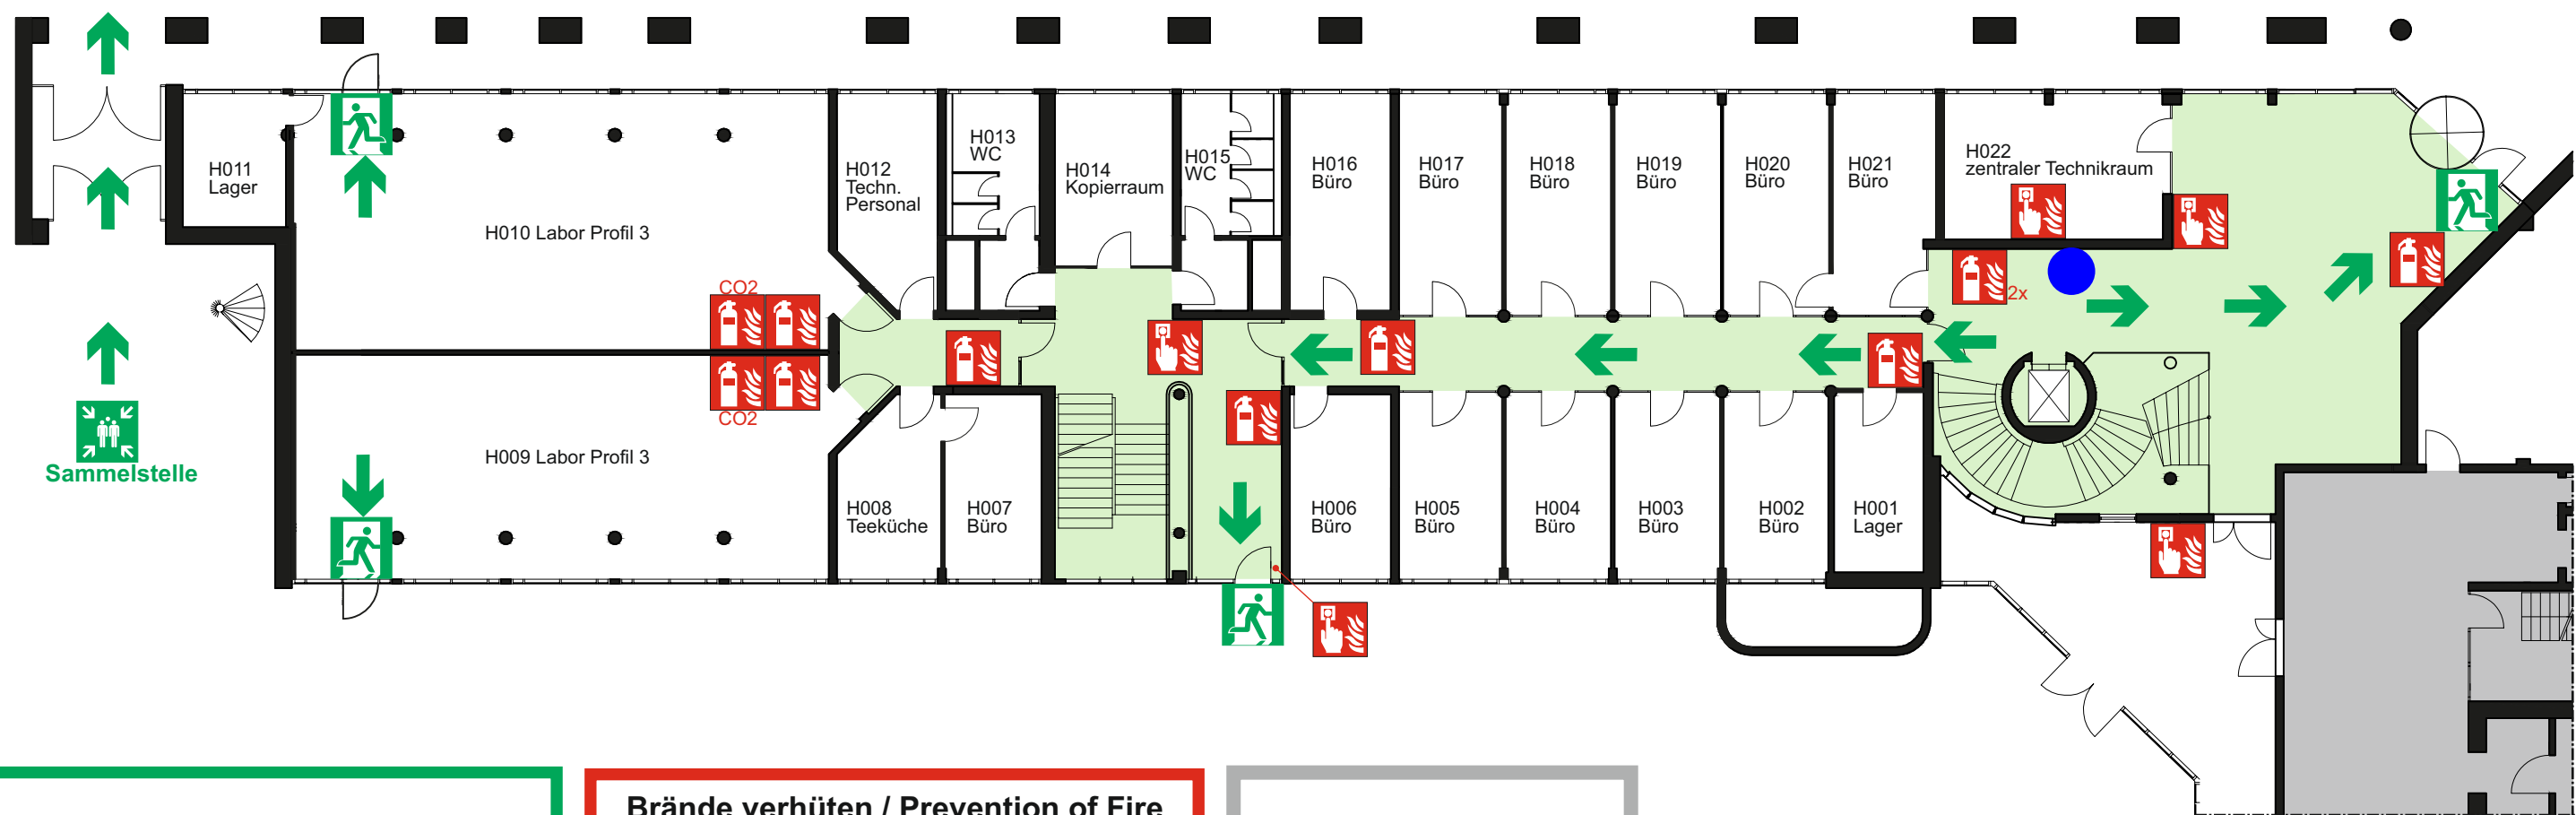 H011
Lager
H010 Labor Profil 3
H012
Techn.
Personal
H013
WC
H014
Kopierraum
H015
WC
H016
Büro
H017
Büro
H018
Büro
H019
Büro
H020
Büro
H021
Büro
H022
zentraler Technikraum
CO2
2x
CO2
Sammelstelle
H009 Labor Profil 3
H008
Teeküche
H007
Büro
H006
Büro
H005
Büro
H004
Büro
H003
Büro
H002
Büro
H001
Lager
Brände verhüten / Prevention of Fire